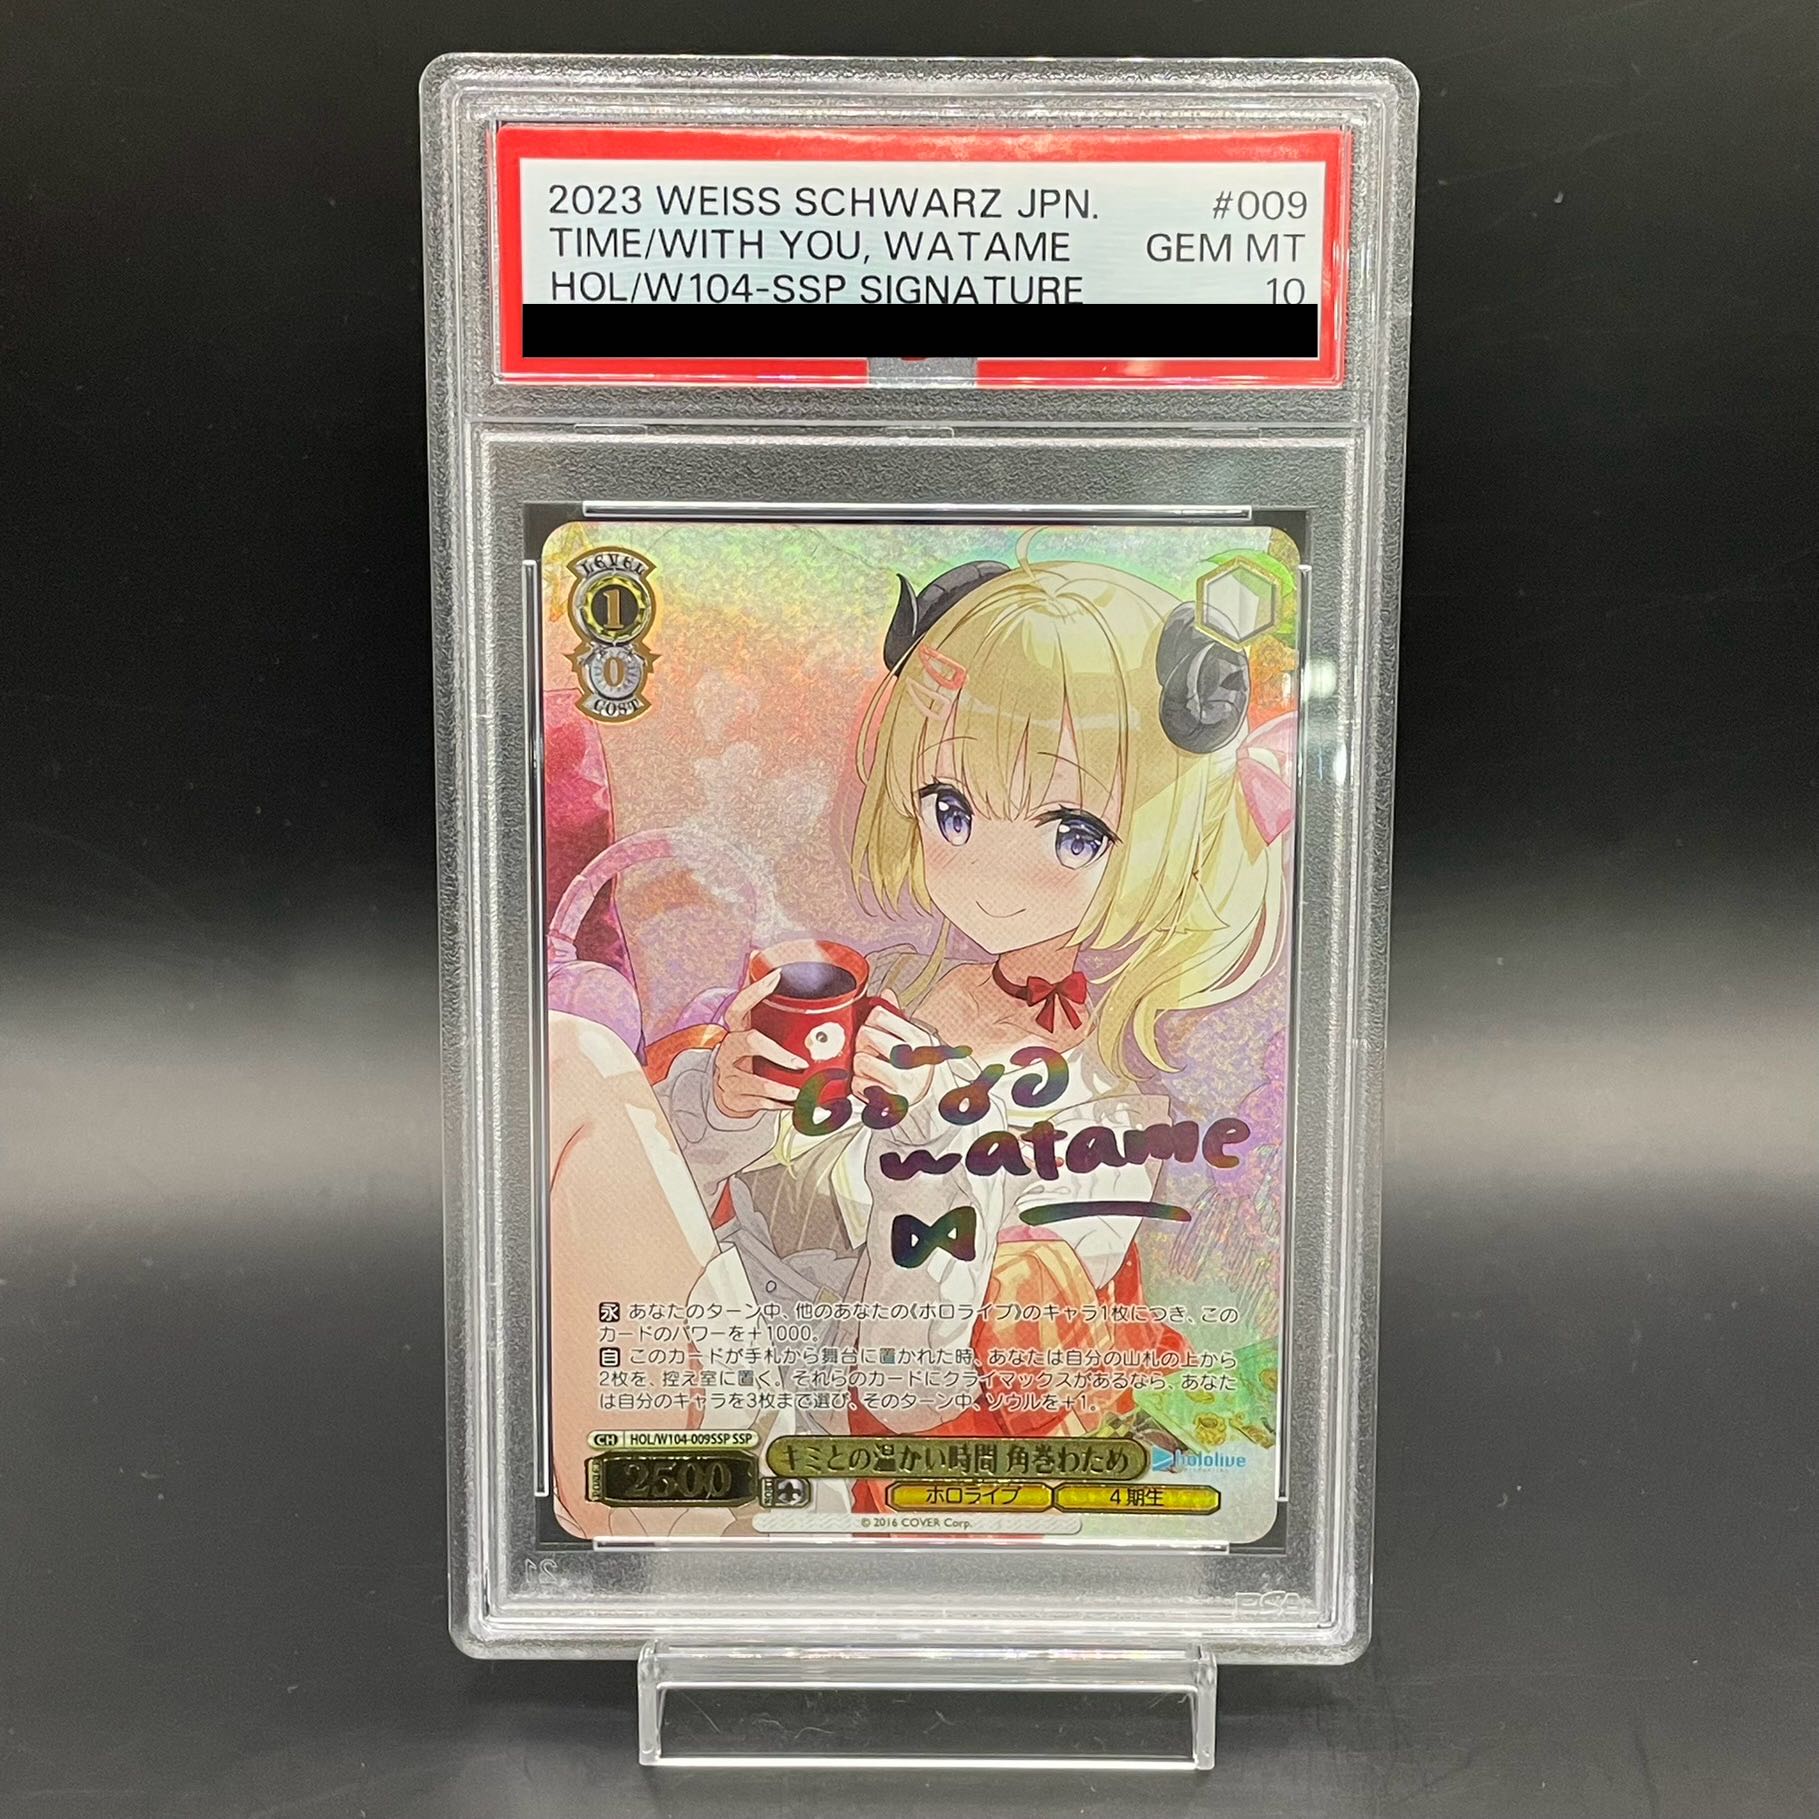 2023 WEISS SCHWARZ JPN. #009
TIME/WITH YOU, WATAME GEM MT
HOL/W104-SSP SIGNATURE 10
LEVEL
1
0
COST
watame
永 あなたのターン中、他のあなたの《ホロライブ》のキャラ1枚につき、この
カードのパワーを＋1000。
自 このカードが手札から舞台に置かれた時、あなたは自分の山札の上から
2枚を、控え室に置く。それらのカードにクライマックスがあるなら、あなた
は自分のキャラを3枚まで選び、そのターン中、ソウルを＋1。
CH HOL/W104-009SSP SSP
キミとの温かい時間 角巻わため
hololive
POWER 2500
ホロライブ 4期生
© 2016 COVER Corp.
PSA